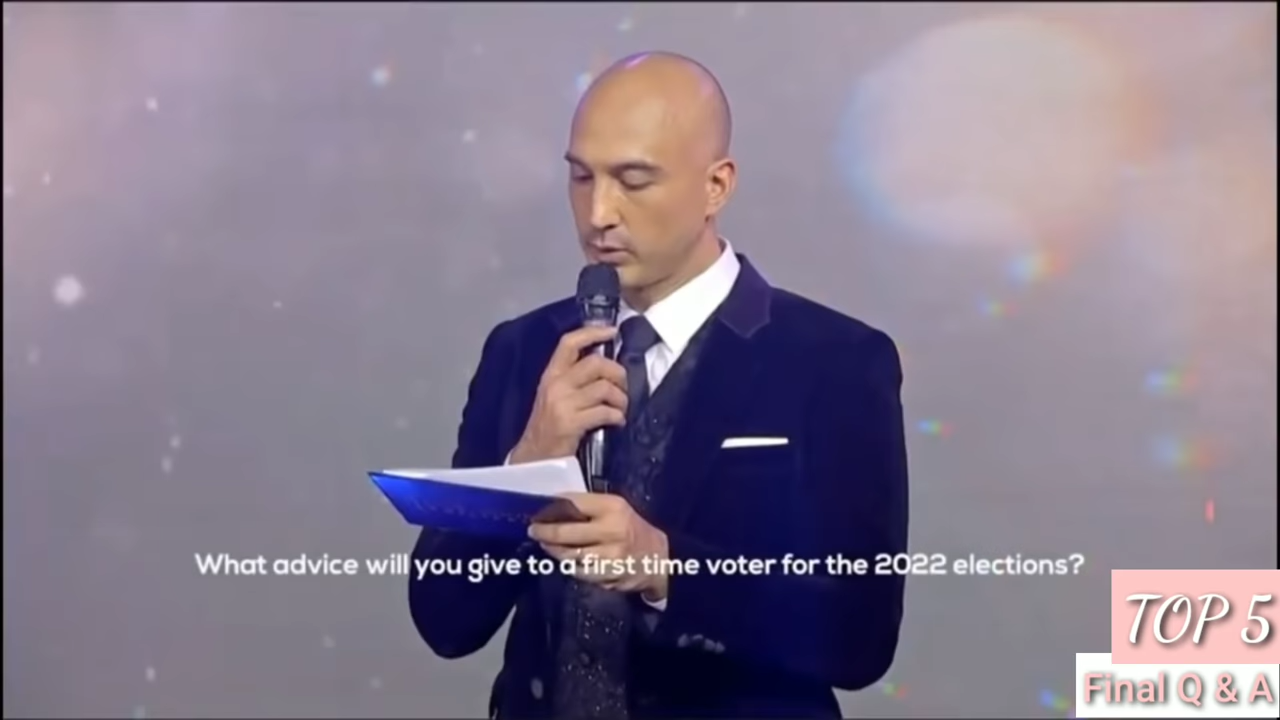 What advice will you give to a first time voter for the 2022 elections?
TOP 5
Final Q & A